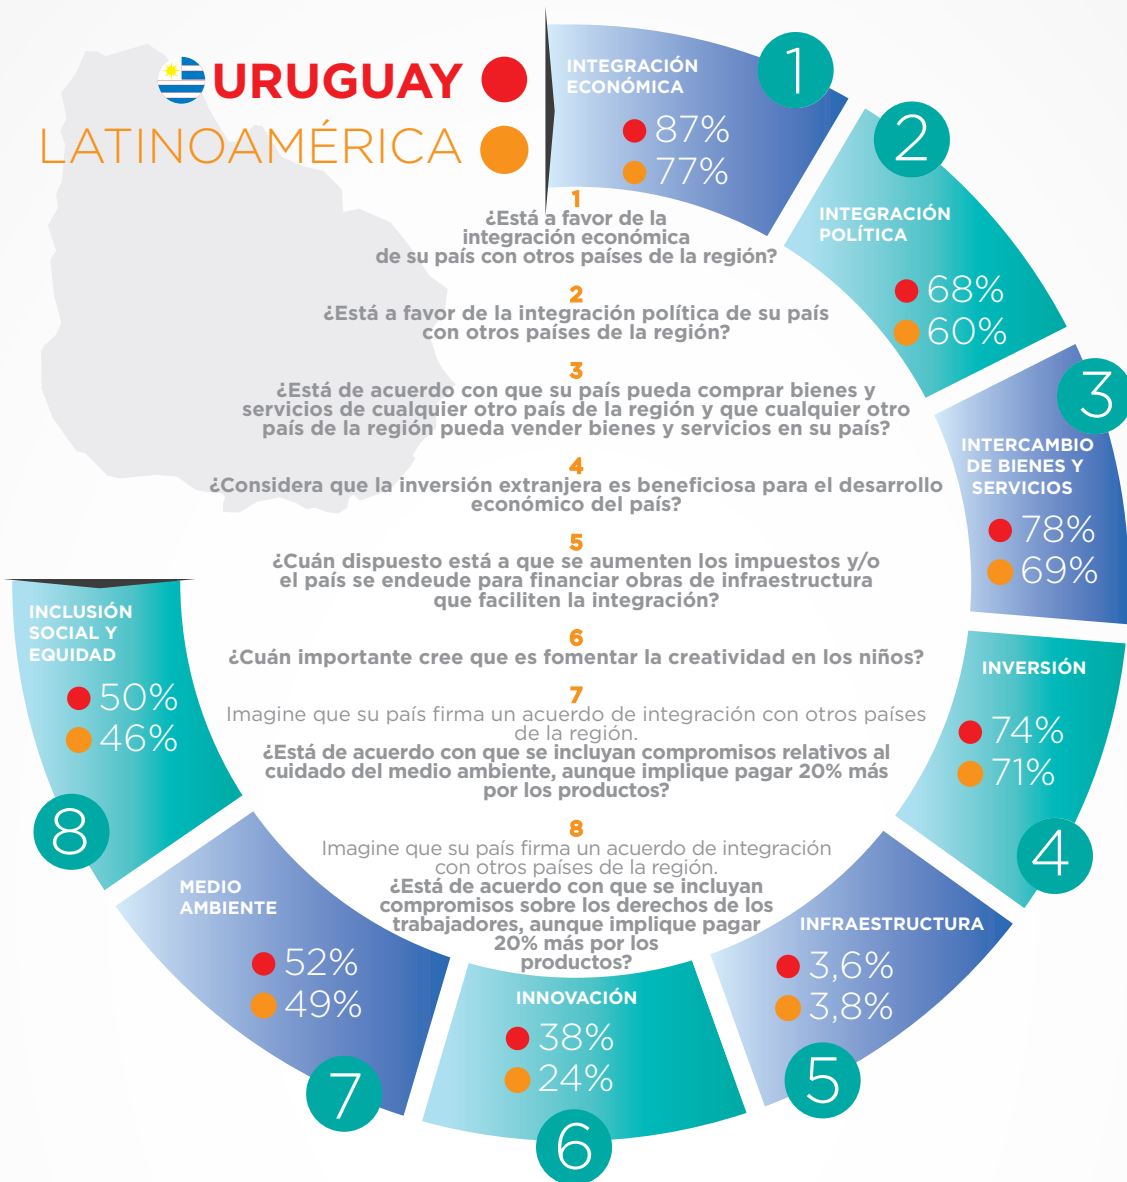 URUGUAY
LATINOAMÉRICA
INTEGRACIÓN
ECONÓMICA
87%
77%
1
INTEGRACIÓN
POLÍTICA
68%
60%
2
INTERCAMBIO
DE BIENES Y
SERVICIOS
78%
69%
3
INVERSIÓN
74%
71%
4
INFRAESTRUCTURA
3,6%
3,8%
5
INNOVACIÓN
38%
24%
6
MEDIO
AMBIENTE
52%
49%
7
INCLUSIÓN
SOCIAL Y
EQUIDAD
50%
46%
8
1
¿Está a favor de la
integración económica
de su país con otros países de la región?
2
¿Está a favor de la integración política de su país
con otros países de la región?
3
¿Está de acuerdo con que su país pueda comprar bienes y
servicios de cualquier otro país de la región y que cualquier otro
país de la región pueda vender bienes y servicios en su país?
4
¿Considera que la inversión extranjera es beneficiosa para el desarrollo
económico del país?
5
¿Cuán dispuesto está a que se aumenten los impuestos y/o
el país se endeude para financiar obras de infraestructura
que faciliten la integración?
6
¿Cuán importante cree que es fomentar la creatividad en los niños?
7
Imagine que su país firma un acuerdo de integración con otros países
de la región.
¿Está de acuerdo con que se incluyan compromisos relativos al
cuidado del medio ambiente, aunque implique pagar 20% más
por los productos?
8
Imagine que su país firma un acuerdo de integración
con otros países de la región.
¿Está de acuerdo con que se incluyan
compromisos sobre los derechos de los
trabajadores, aunque implique pagar
20% más por los
productos?